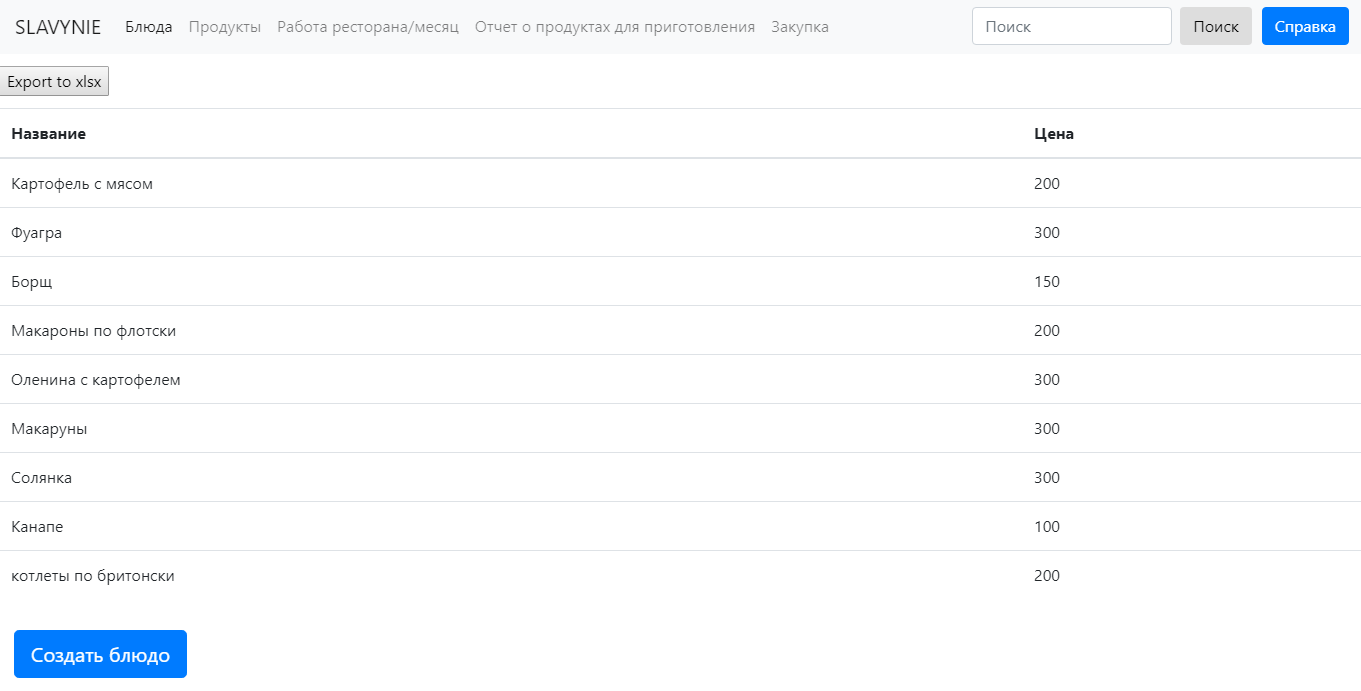 SLAVYNIE Блюда Продукты Работа ресторана/месяц Отчет о продуктах для приготовления Закупка Поиск Поиск Справка
Export to xlsx
Название Цена
Картофель с мясом 200
Фуагра 300
Борщ 150
Макароны по флотски 200
Оленина с картофелем 300
Макаруны 300
Солянка 300
Канапе 100
котлеты по бритонски 200
Создать блюдо